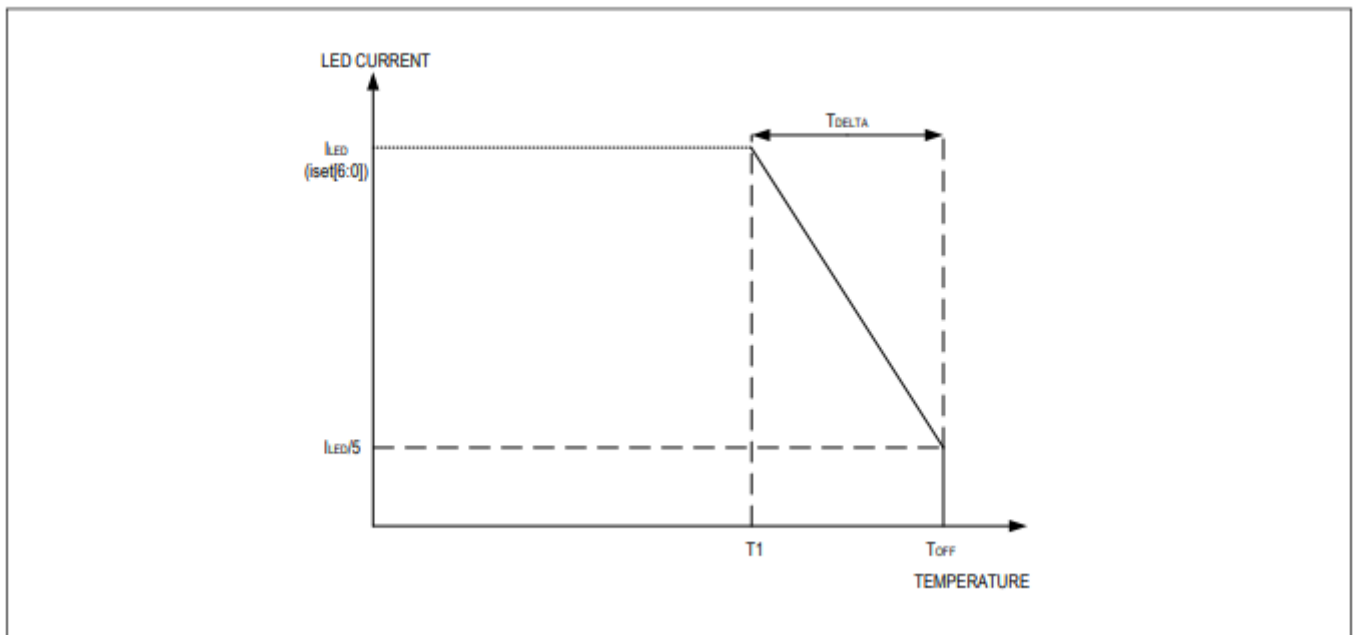 LED CURRENT
TDELTA
ILED
(iset[6:0])
ILED/5
T1
TOFF
TEMPERATURE